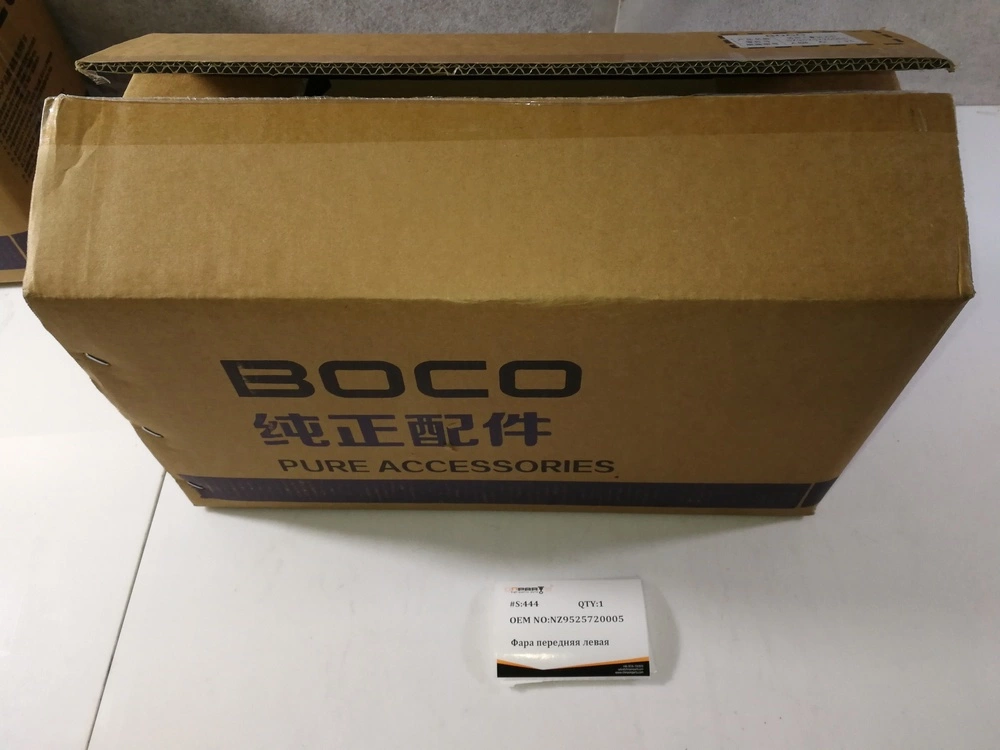 BOCO
纯正配件
PURE ACCESSORIES
#S:444 QTY:1
OEM NO:NZ9525720005
Фара передняя левая